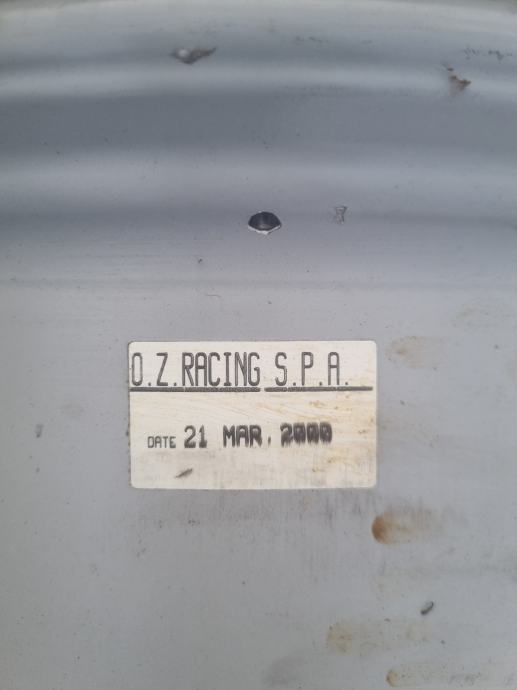 O.Z.RACING S.P.A.
DATE 21 MAR. 2000